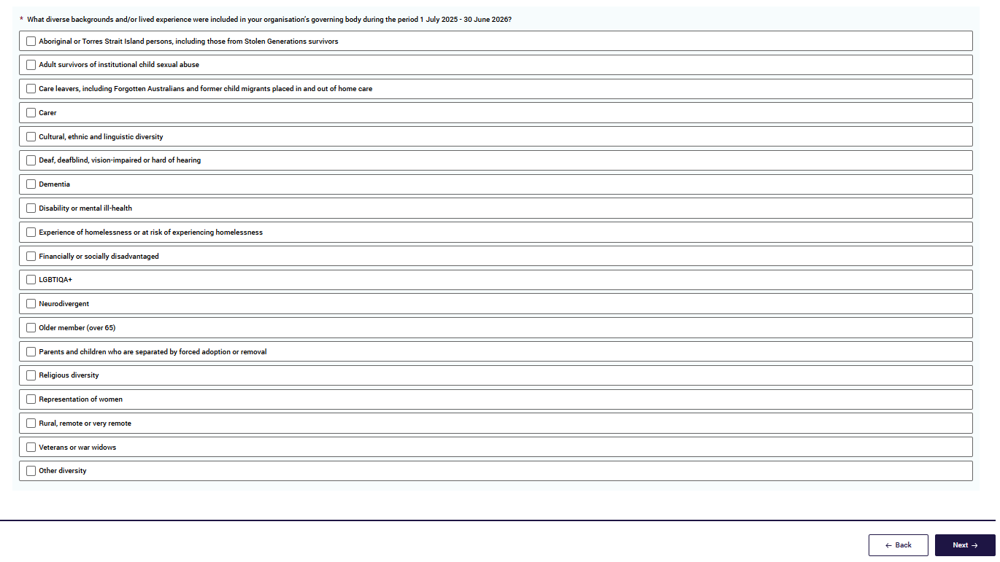 * What diverse backgrounds and/or lived experience were included in your organisation's governing body during the period 1 July 2025 - 30 June 2026?
Aboriginal or Torres Strait Island persons, including those from Stolen Generations survivors
Adult survivors of institutional child sexual abuse
Care leavers, including Forgotten Australians and former child migrants placed in and out of home care
Carer
Cultural, ethnic and linguistic diversity
Deaf, deafblind, vision-impaired or hard of hearing
Dementia
Disability or mental ill-health
Experience of homelessness or at risk of experiencing homelessness
Financially or socially disadvantaged
LGBTIQA+
Neurodivergent
Older member (over 65)
Parents and children who are separated by forced adoption or removal
Religious diversity
Representation of women
Rural, remote or very remote
Veterans or war widows
Other diversity
← Back
Next →